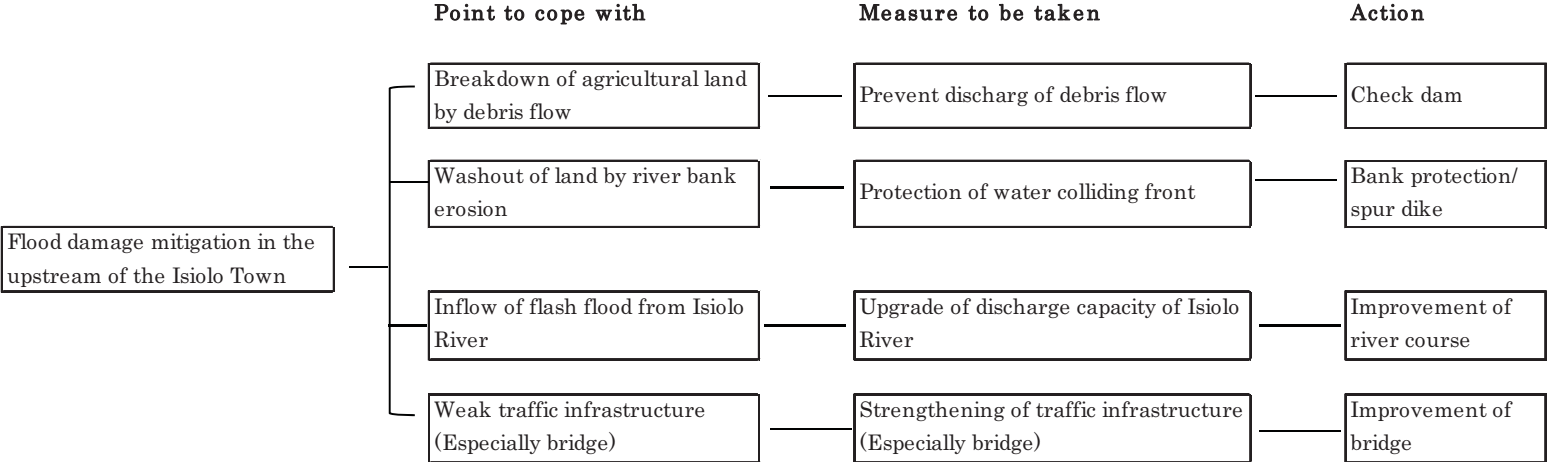 Point to cope with
Measure to be taken
Action
Breakdown of agricultural land
by debris flow
Prevent discharg of debris flow
Check dam
Washout of land by river bank
erosion
Protection of water colliding front
Bank protection/
spur dike
Flood damage mitigation in the
upstream of the Isiolo Town
Inflow of flash flood from Isiolo
River
Upgrade of discharge capacity of Isiolo
River
Improvement of
river course
Weak traffic infrastructure
(Especially bridge)
Strengthening of traffic infrastructure
(Especially bridge)
Improvement of
bridge